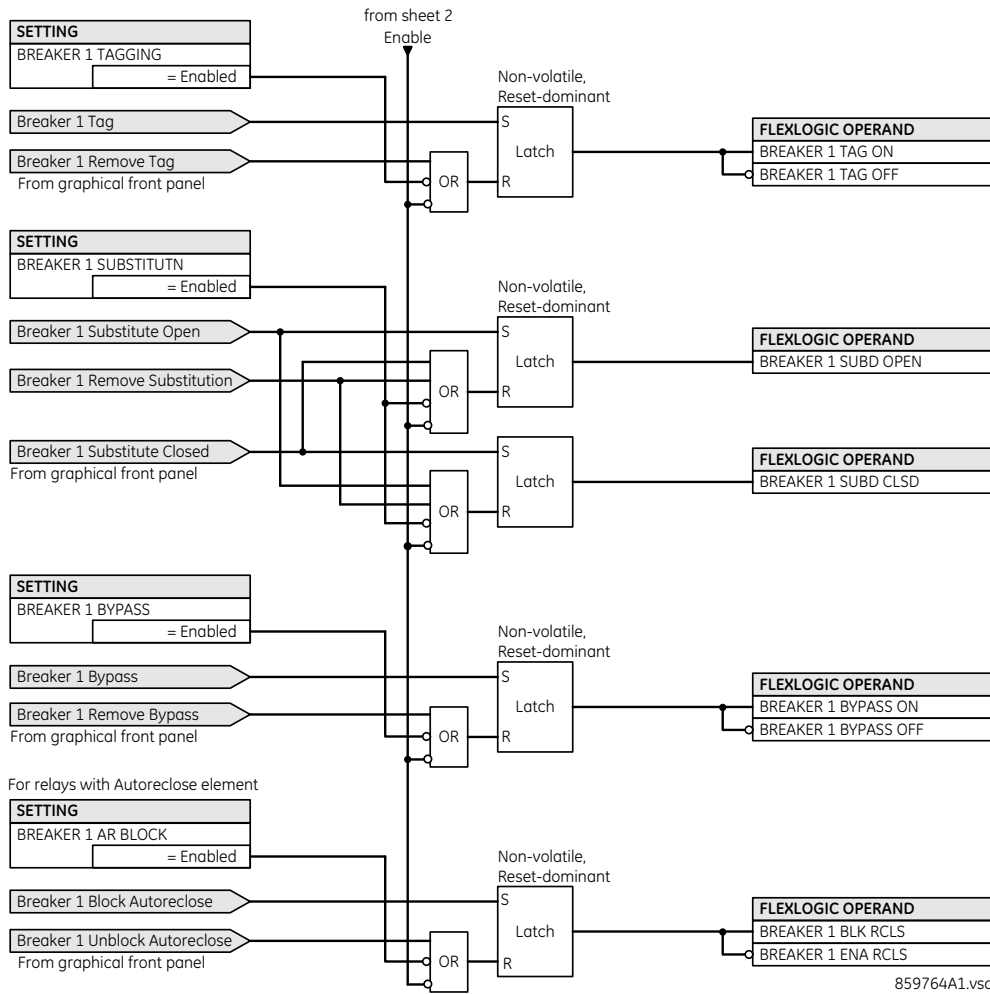 from sheet 2
Enable
SETTING
BREAKER 1 TAGGING
= Enabled
Non-volatile,
Reset-dominant
Breaker 1 Tag
S
Latch
FLEXLOGIC OPERAND
BREAKER 1 TAG ON
BREAKER 1 TAG OFF
Breaker 1 Remove Tag
From graphical front panel
OR
R
SETTING
BREAKER 1 SUBSTITUTN
= Enabled
Non-volatile,
Reset-dominant
Breaker 1 Substitute Open
S
Latch
FLEXLOGIC OPERAND
BREAKER 1 SUBD OPEN
Breaker 1 Remove Substitution
OR
R
Breaker 1 Substitute Closed
From graphical front panel
S
Latch
FLEXLOGIC OPERAND
BREAKER 1 SUBD CLSD
OR
R
SETTING
BREAKER 1 BYPASS
= Enabled
Non-volatile,
Reset-dominant
Breaker 1 Bypass
S
Latch
FLEXLOGIC OPERAND
BREAKER 1 BYPASS ON
BREAKER 1 BYPASS OFF
Breaker 1 Remove Bypass
From graphical front panel
OR
R
For relays with Autoreclose element
SETTING
BREAKER 1 AR BLOCK
= Enabled
Non-volatile,
Reset-dominant
Breaker 1 Block Autoreclose
S
Latch
FLEXLOGIC OPERAND
BREAKER 1 BLK RCLS
BREAKER 1 ENA RCLS
Breaker 1 Unblock Autoreclose
From graphical front panel
OR
R
859764A1.vsd